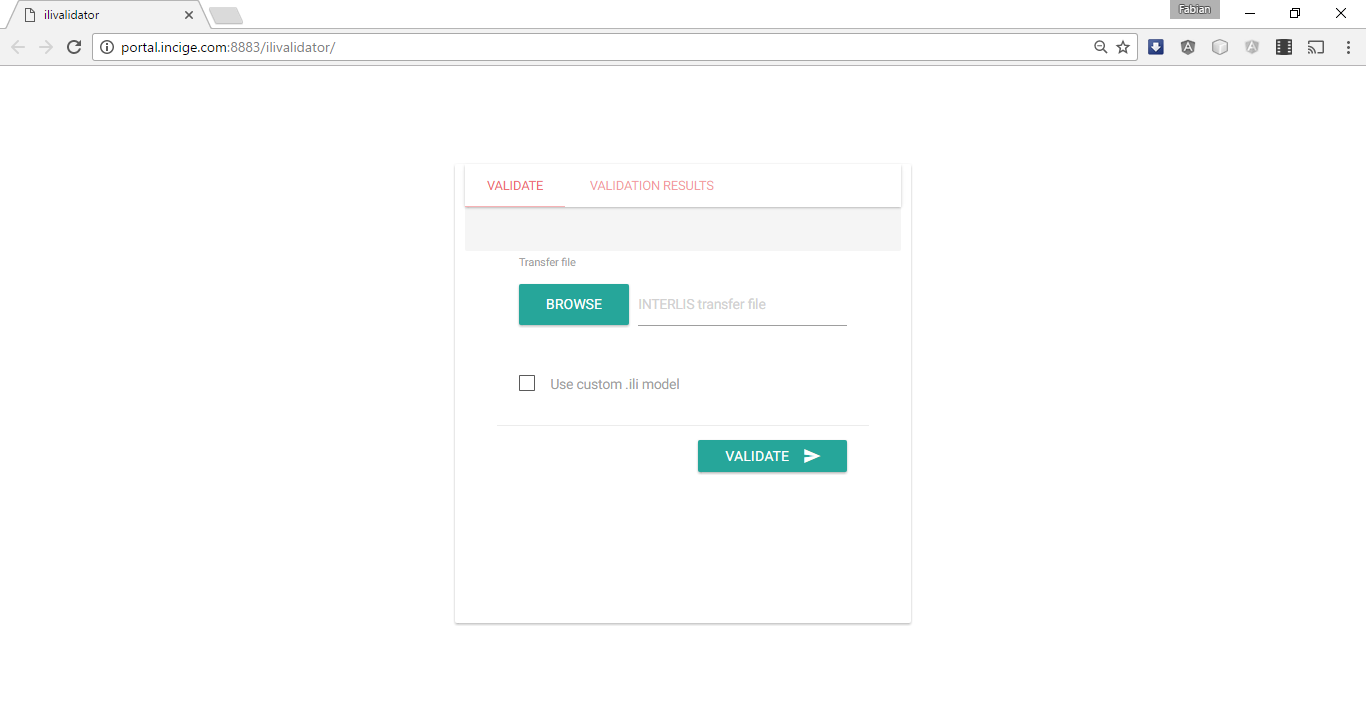 ilivalidator
Fabian
portal.incige.com:8883/ilivalidator/
VALIDATE
VALIDATION RESULTS
Transfer file
BROWSE
INTERLIS transfer file
Use custom .ili model
VALIDATE